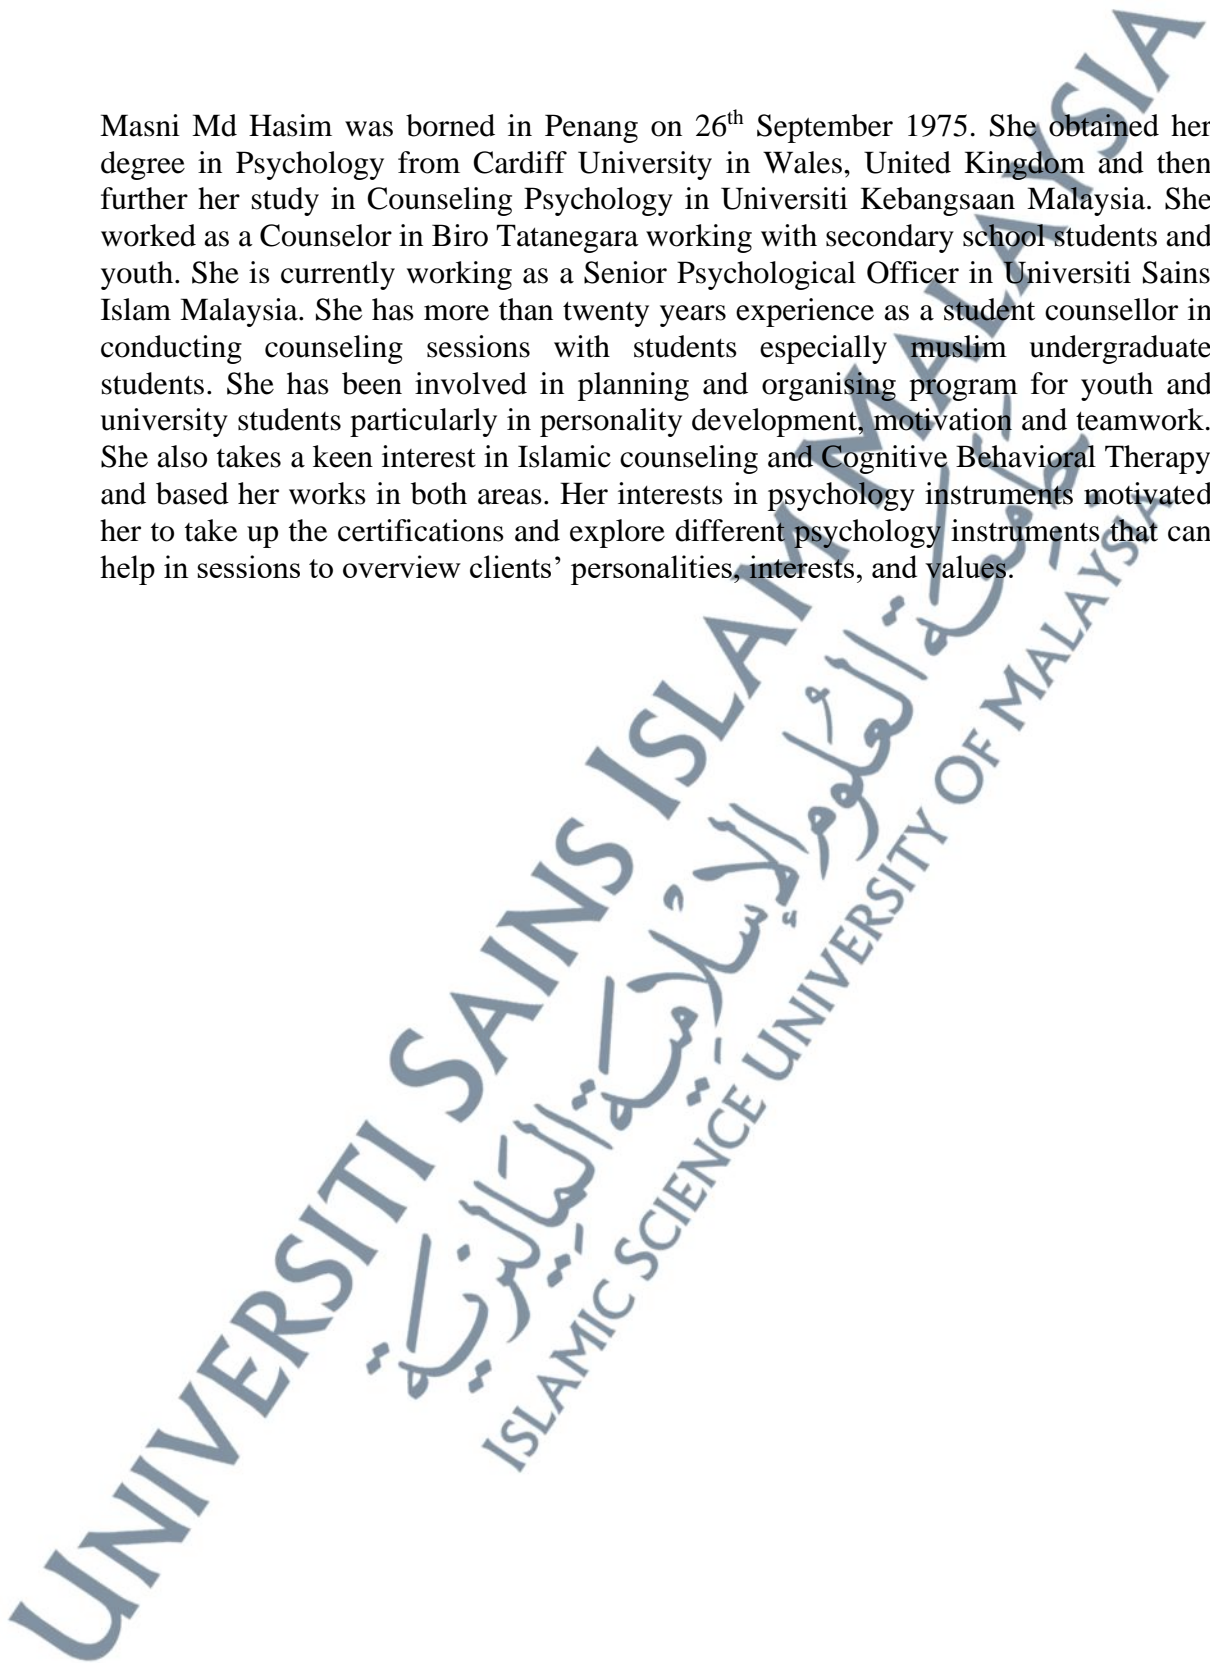 Masni Md Hasim was borned in Penang on 26th September 1975. She obtained her
degree in Psychology from Cardiff University in Wales, United Kingdom and then
further her study in Counseling Psychology in Universiti Kebangsaan Malaysia. She
worked as a Counselor in Biro Tatanegara working with secondary school students and
youth. She is currently working as a Senior Psychological Officer in Universiti Sains
Islam Malaysia. She has more than twenty years experience as a student counsellor in
conducting counseling sessions with students especially muslim undergraduate
students. She has been involved in planning and organising program for youth and
university students particularly in personality development, motivation and teamwork.
She also takes a keen interest in Islamic counseling and Cognitive Behavioral Therapy
and based her works in both areas. Her interests in psychology instruments motivated
her to take up the certifications and explore different psychology instruments that can
help in sessions to overview clients’ personalities, interests, and values.
UNIVERSITI SAINS ISLAM MALAYSIA
جَامِعَة العُلُوم الإِسْلَامِيَّة المَالِيزِيَّة
ISLAMIC SCIENCE UNIVERSITY OF MALAYSIA